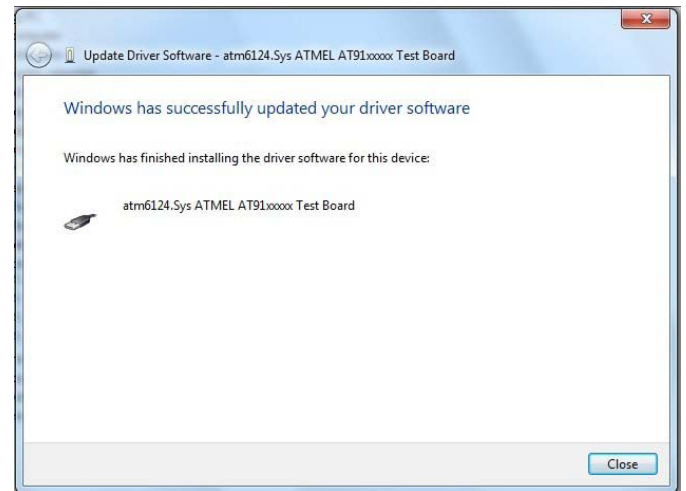 Update Driver Software - atm6124.Sys ATMEL AT91xxxxx Test Board
Windows has successfully updated your driver software
Windows has finished installing the driver software for this device:
atm6124.Sys ATMEL AT91xxxxx Test Board
Close